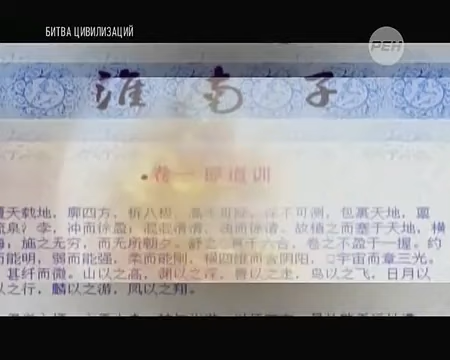 БИТВА ЦИВИЛИЗАЦИЙ
РЕН
淮南子
卷一 原道训
天载地，廓四方，析八极，高不可际，深不可测，包裹天地，
流泉氵孛，冲而徐盈；混混滑滑，浊而徐清。故植之而塞于天地，横
海，施之无穷，而无所朝夕。舒之于六合，卷之不盈于一握。约
而能明，弱而能强，柔而能刚，横四维而含阴阳，□宇宙而章三光。
甚纤而微。山以之高，渊以之深，兽以之走，鸟以之飞，日月以
以之行，麟以之游，凤以之翔。